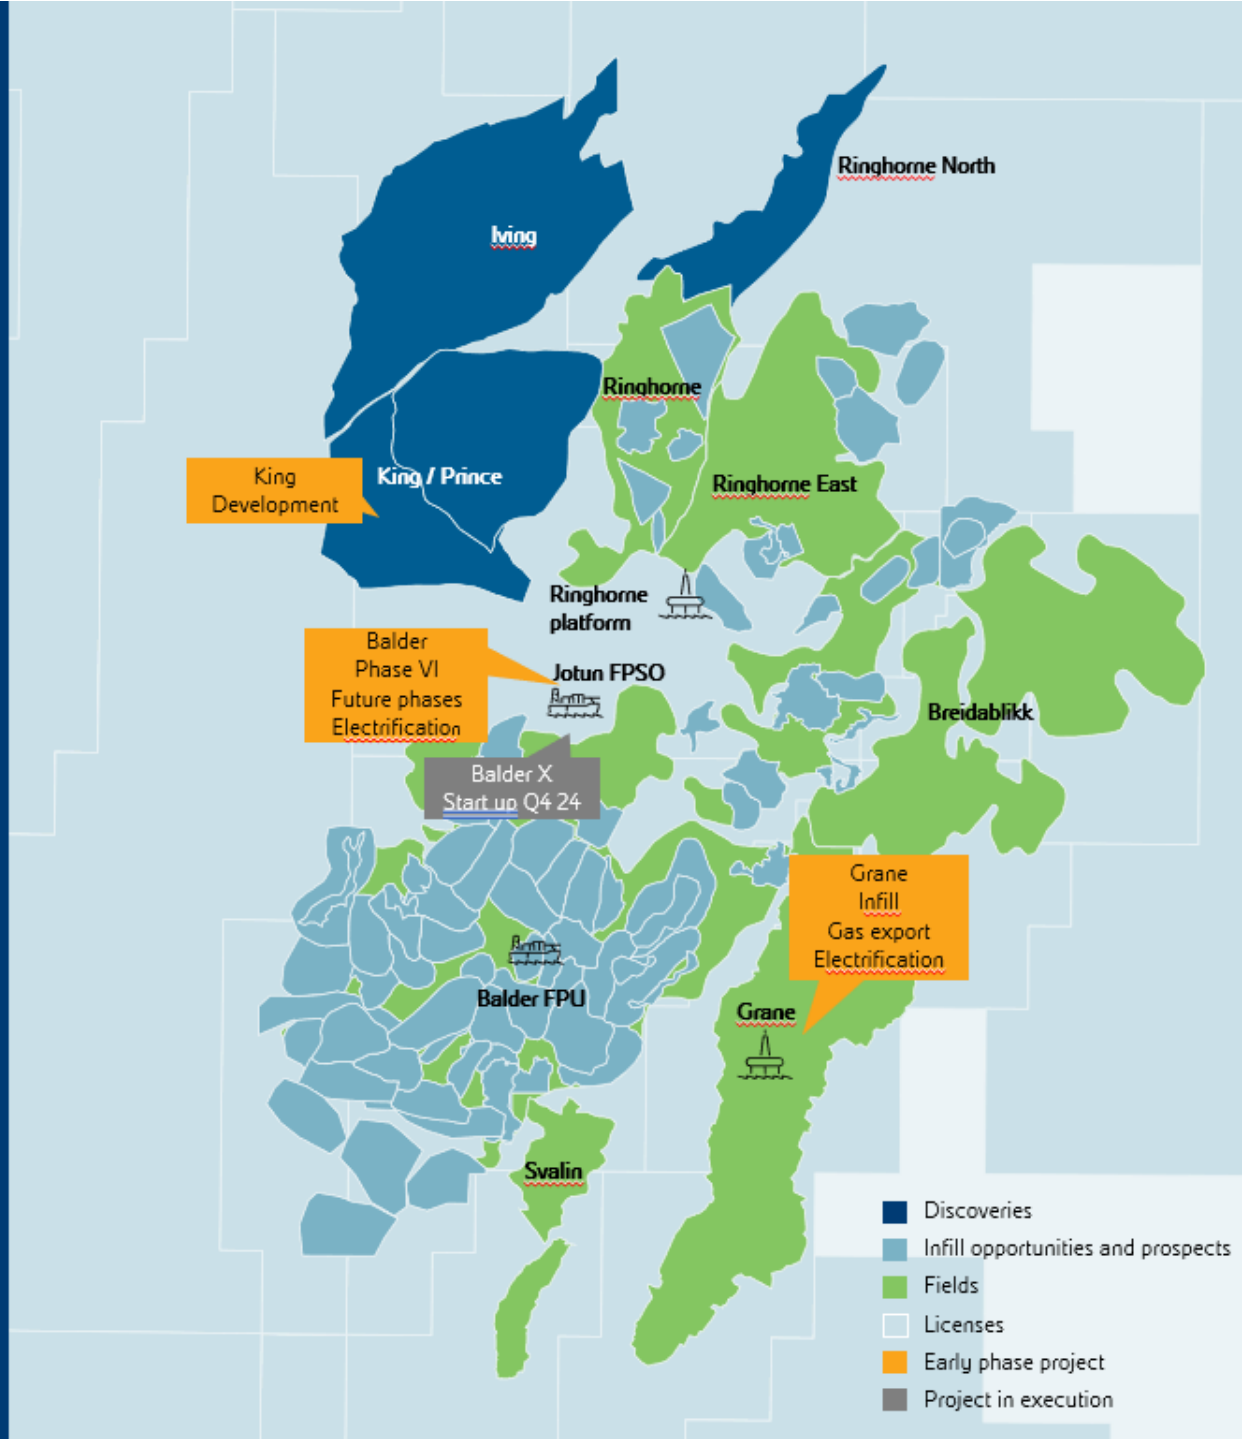 Ringhorne North
Iving
Ringhorne
King / Prince
King
Development
Ringhorne East
Ringhorne
platform
Balder
Phase VI
Future phases
Electrification
Jotun FPSO
Breidablikk
Balder X
Start up Q4 24
Grane
Infill
Gas export
Electrification
Balder FPU
Grane
Svalin
Discoveries
Infill opportunities and prospects
Fields
Licenses
Early phase project
Project in execution